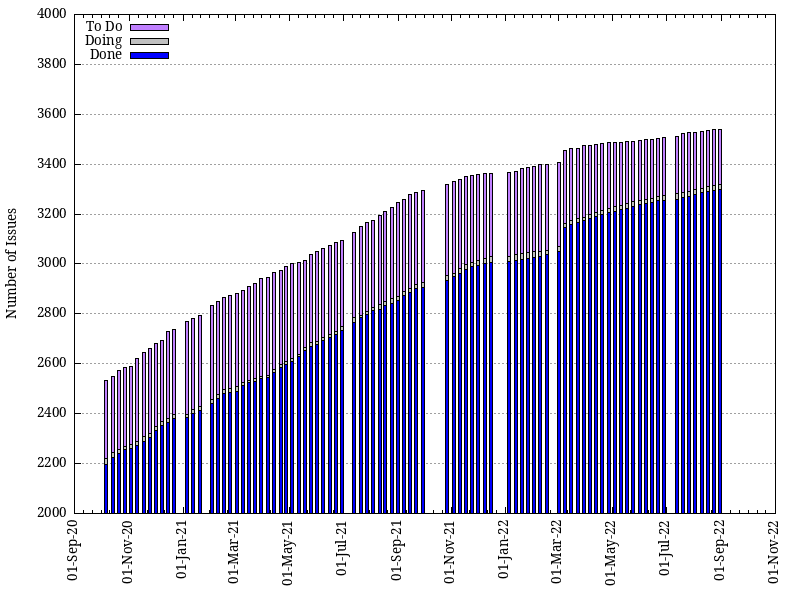 4000
3800
3600
3400
3200
3000
2800
2600
2400
2200
2000
Number of Issues
To Do
Doing
Done
01-Sep-20
01-Nov-20
01-Jan-21
01-Mar-21
01-May-21
01-Jul-21
01-Sep-21
01-Nov-21
01-Jan-22
01-Mar-22
01-May-22
01-Jul-22
01-Sep-22
01-Nov-22